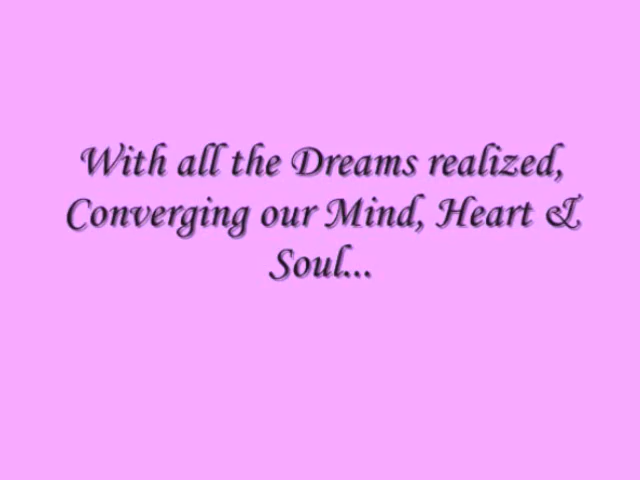 With all the Dreams realized,
Converging our Mind, Heart &
Soul...